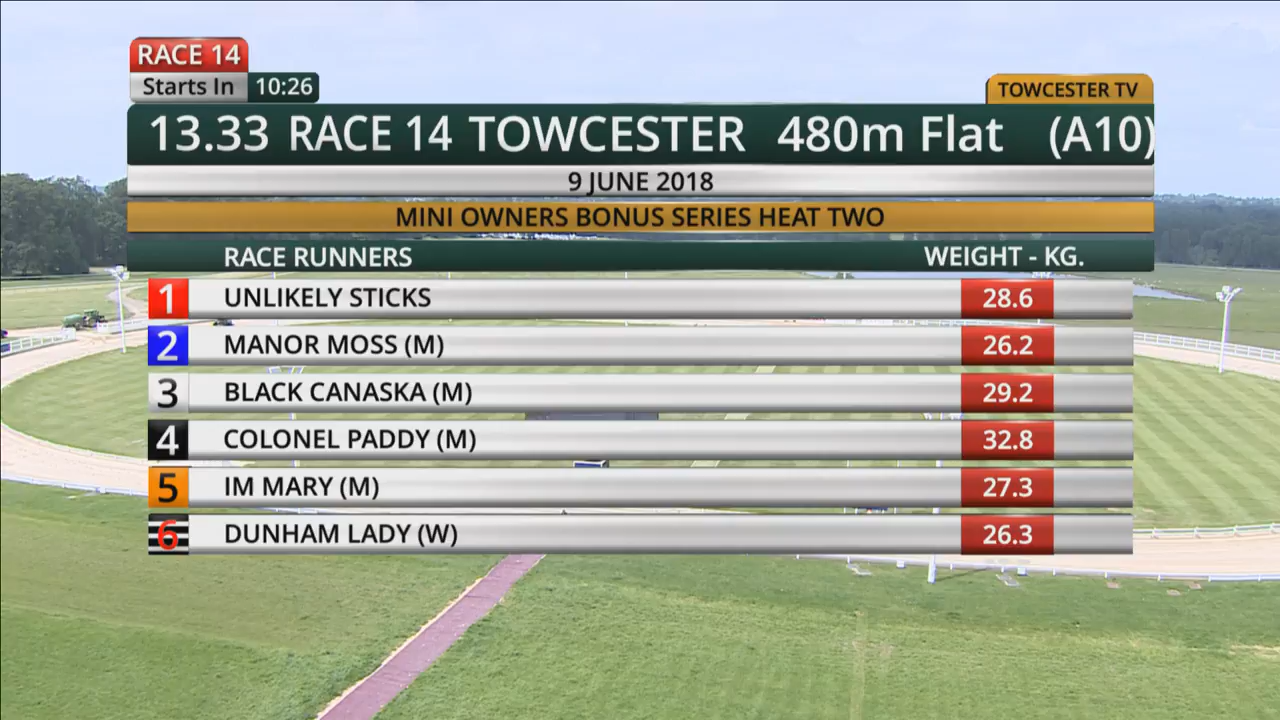 RACE 14
Starts In 10:26
TOWCESTER TV
13.33 RACE 14 TOWCESTER 480m Flat (A10)
9 JUNE 2018
MINI OWNERS BONUS SERIES HEAT TWO
RACE RUNNERS WEIGHT - KG.
1 UNLIKELY STICKS 28.6
2 MANOR MOSS (M) 26.2
3 BLACK CANASKA (M) 29.2
4 COLONEL PADDY (M) 32.8
5 IM MARY (M) 27.3
6 DUNHAM LADY (W) 26.3